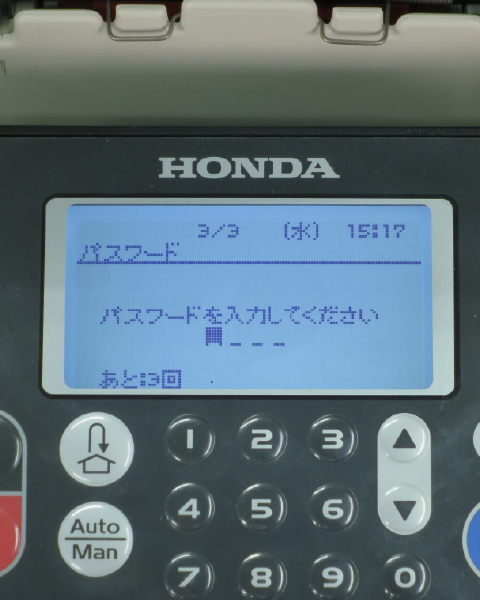 HONDA
3/3 (水) 15:17
パスワード
パスワードを入力してください
_ _ _
あと:3回
1 2 3
4 5 6
Auto
Man
7 8 9 0